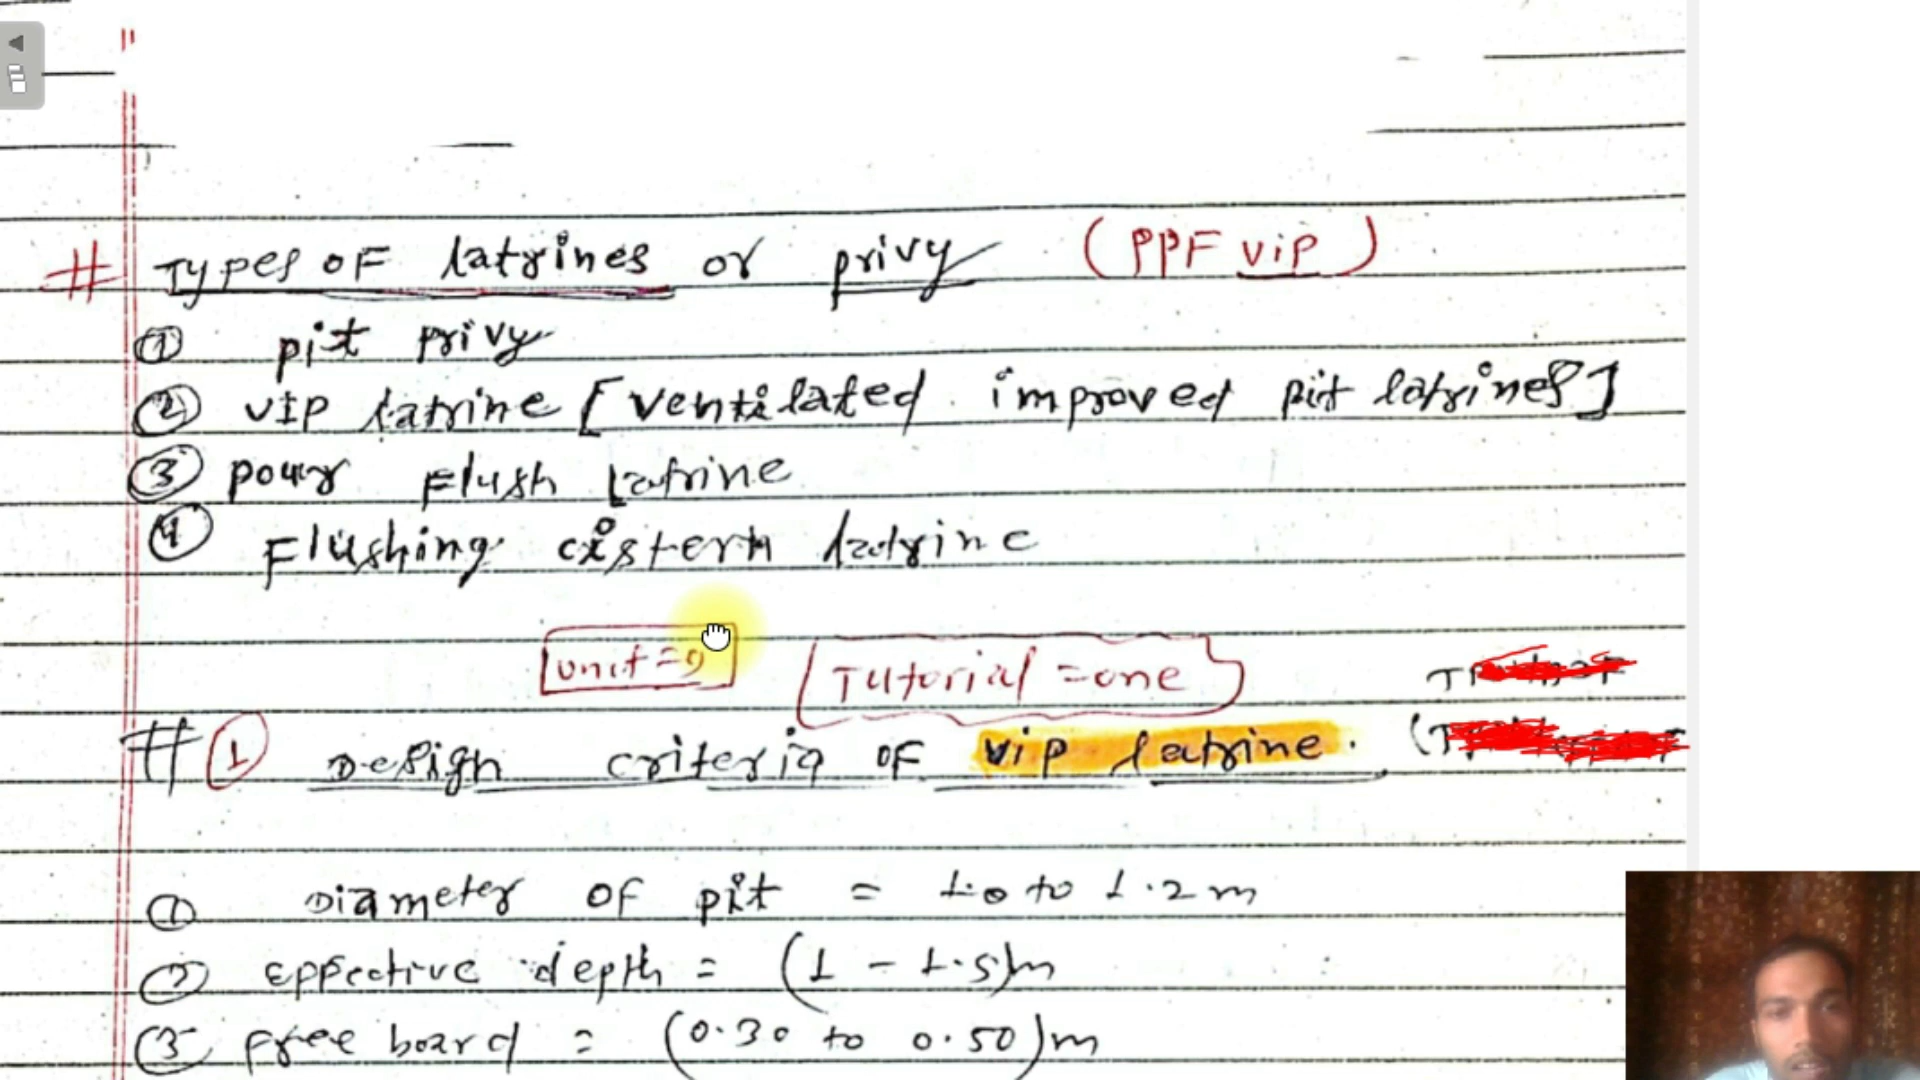 # Types OF latrines or privy (PPF vip)
① pit privy
② VIP latrine [ventilated improved pit latrines]
③ pour Flush Latrine
④ Flushing cistern latrine
unit=9 Tutorial =one
# ① Design criteria OF vip latrine.
① Diameter OF pit = 1.0 to 1.2m
② effective depth = (1 - 1.5)m
③ free board = (0.30 to 0.50)m